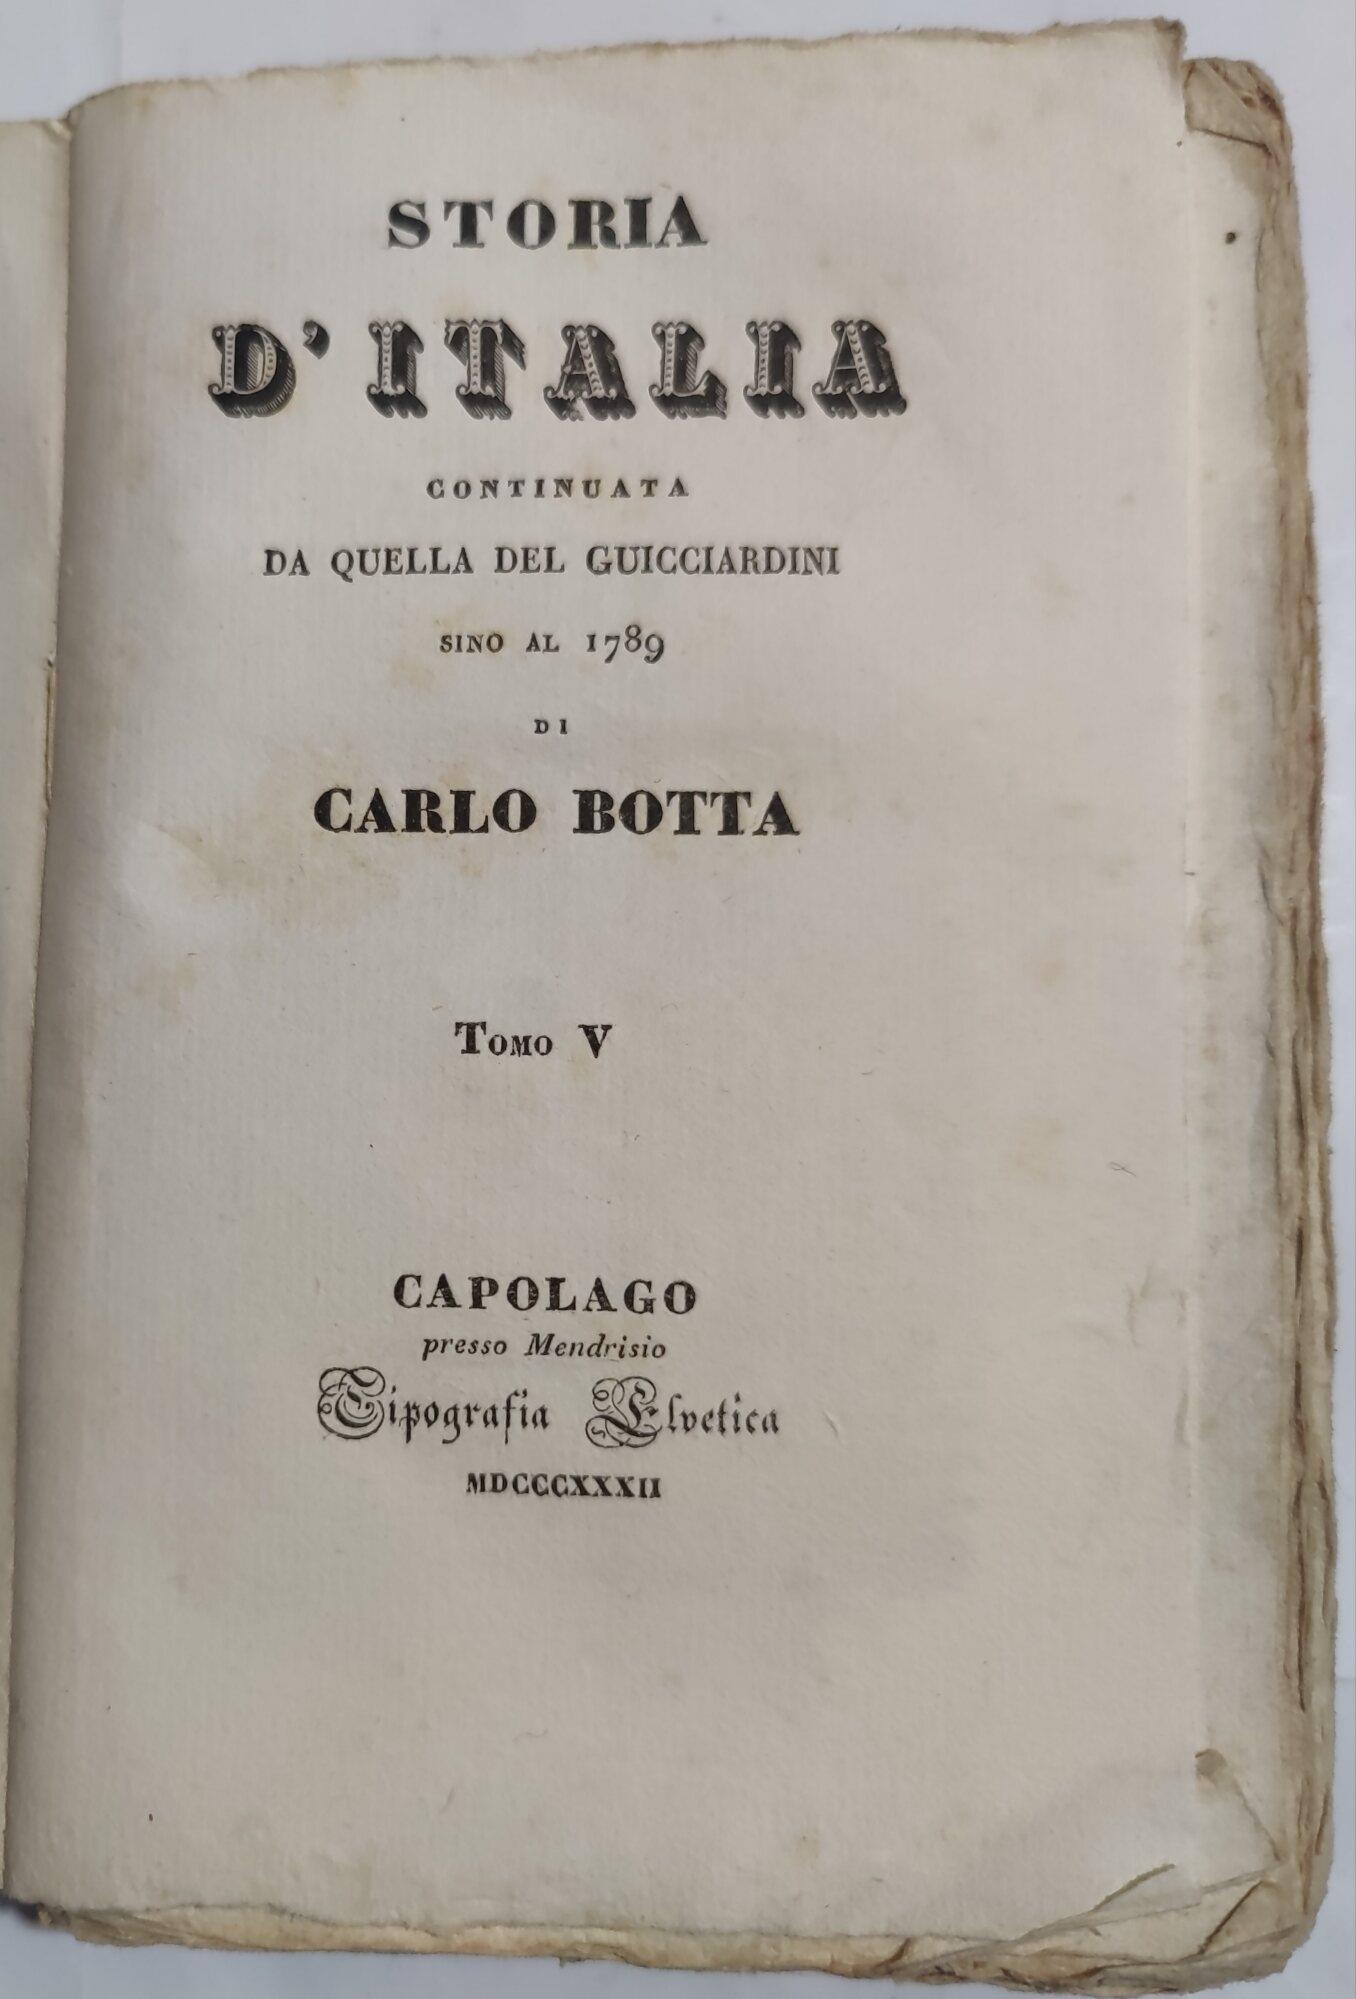 STORIA
D'ITALIA
CONTINUATA
DA QUELLA DEL GUICCIARDINI
SINO AL 1789
DI
CARLO BOTTA
TOMO V
CAPOLAGO
presso Mendrisio
Tipografia Elvetica
MDCCCXXXII